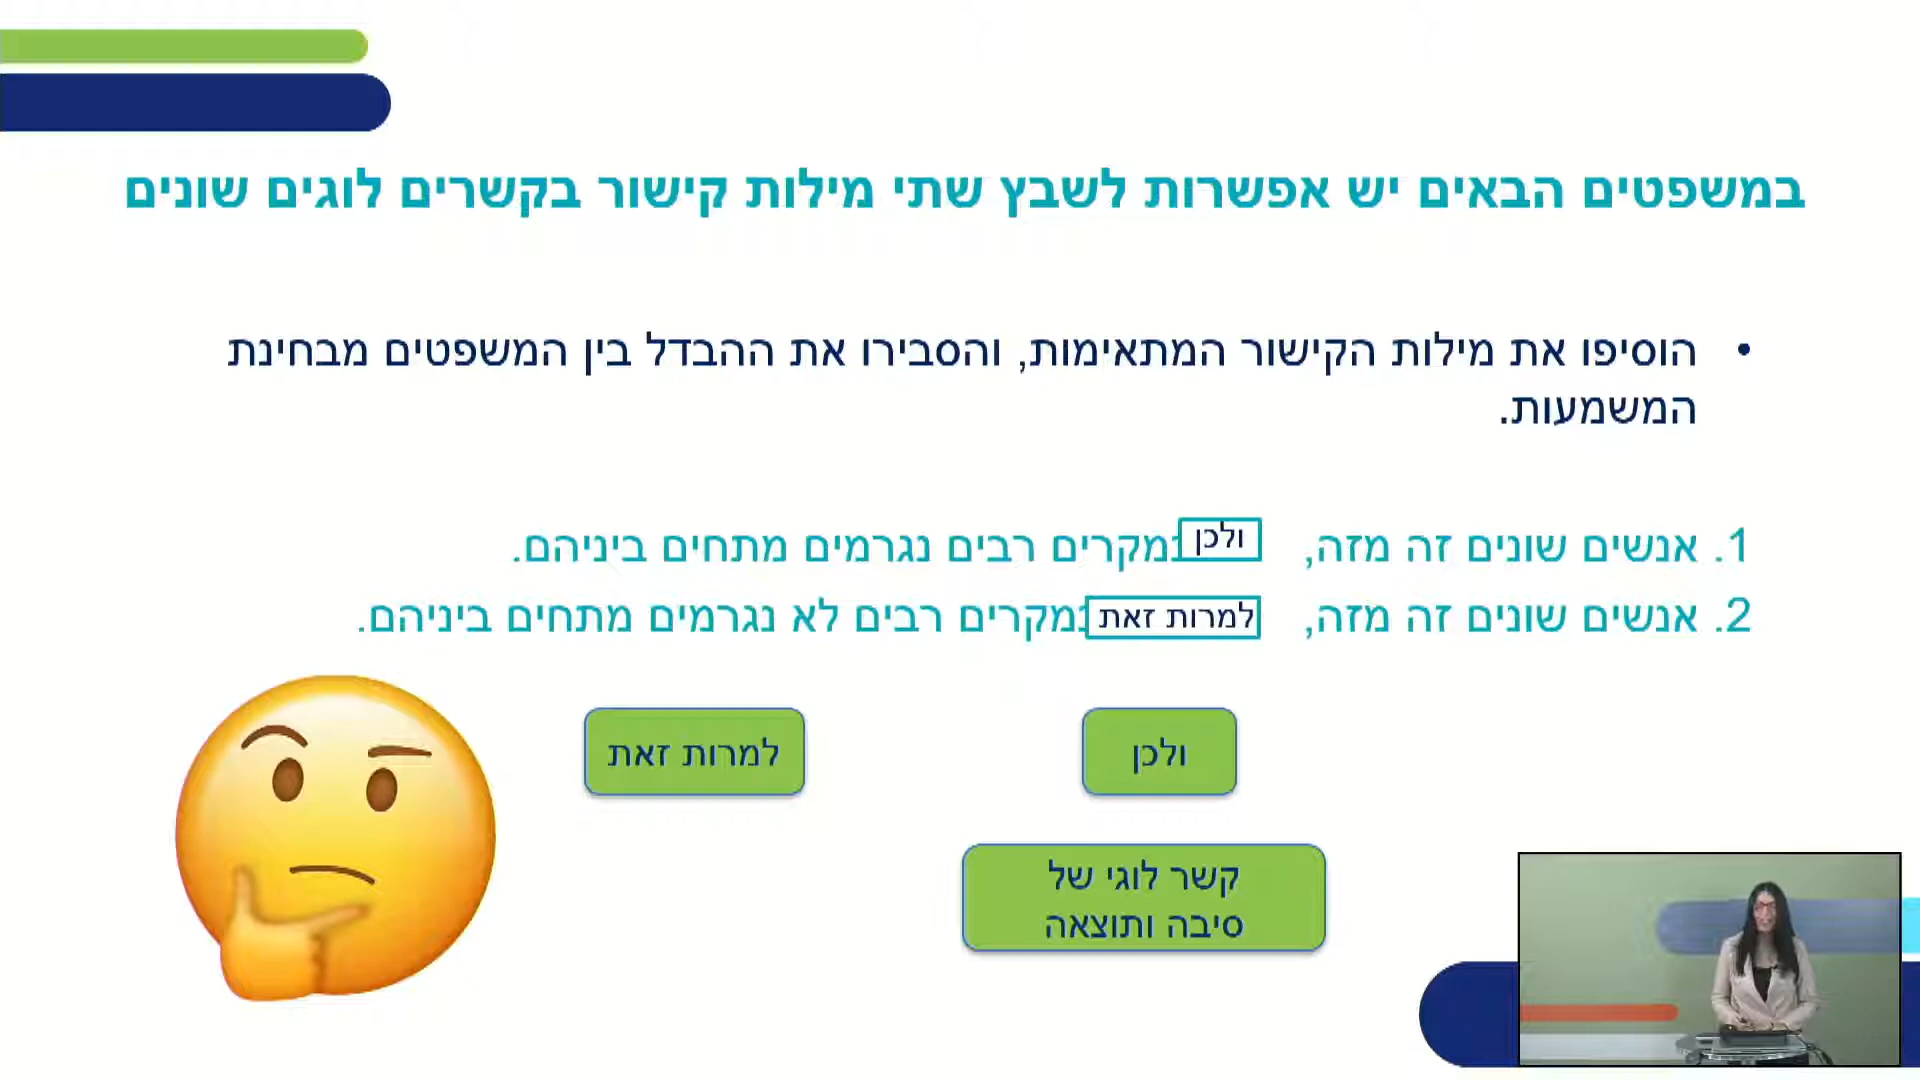 במשפטים הבאים יש אפשרות לשבץ שתי מילות קישור בקשרים לוגים שונים
• הוסיפו את מילות הקישור המתאימות, והסבירו את ההבדל בין המשפטים מבחינת
המשמעות.
1. אנשים שונים זה מזה, ולכן במקרים רבים נגרמים מתחים ביניהם.
2. אנשים שונים זה מזה, למרות זאת במקרים רבים לא נגרמים מתחים ביניהם.
ולכן
למרות זאת
קשר לוגי של
סיבה ותוצאה